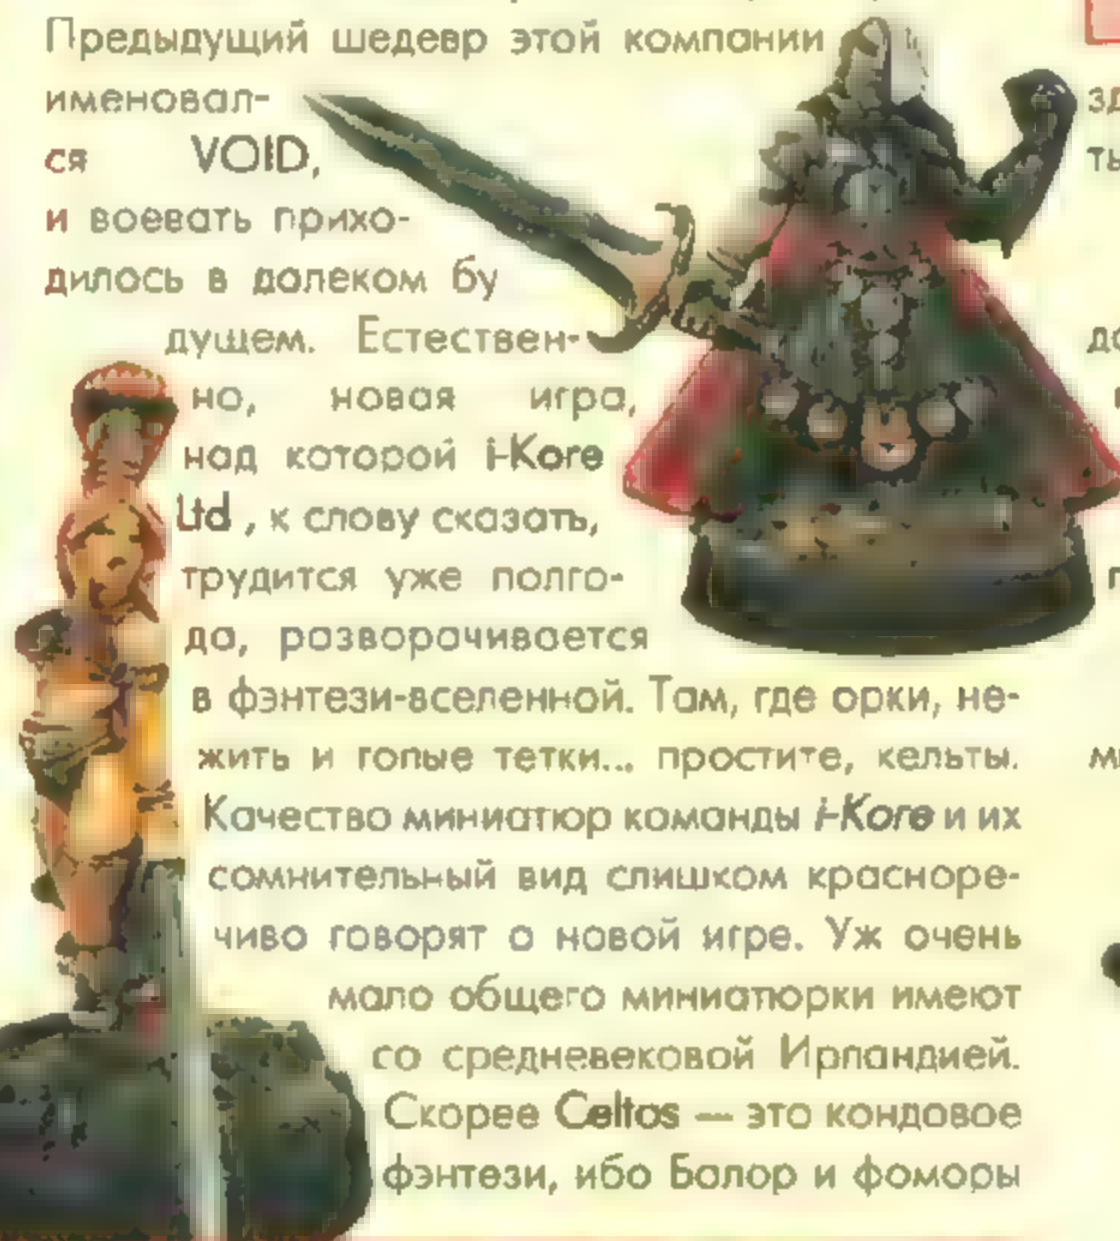 Предыдущий шедевр этой компании
именовал-
ся VOID,
и воевать прихо-
дилось в далеком бу
душем. Естествен-
но, новая игра,
над которой i-Kore
Ltd , к слову сказать,
трудится уже полго-
да, разворачивается
в фэнтези-вселенной. Там, где орки, не-
жить и голые тетки... простите, кельты.
Качество миниатюр команды i-Kore и их
сомнительный вид слишком красноре-
чиво говорят о новой игре. Уж очень
мало общего миниатюрки имеют
со средневековой Ирландией.
Скорее Celtos — это кондовое
фэнтези, ибо Балор и фоморы